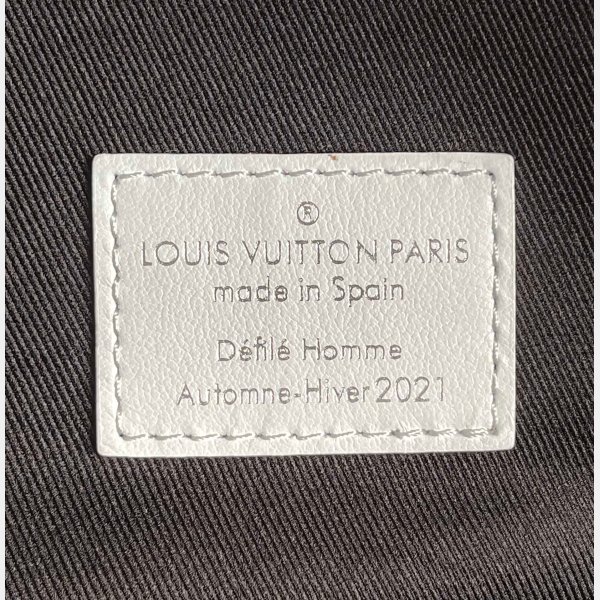 ®
LOUIS VUITTON PARIS
made in Spain
Défilé Homme
Automne-Hiver 2021